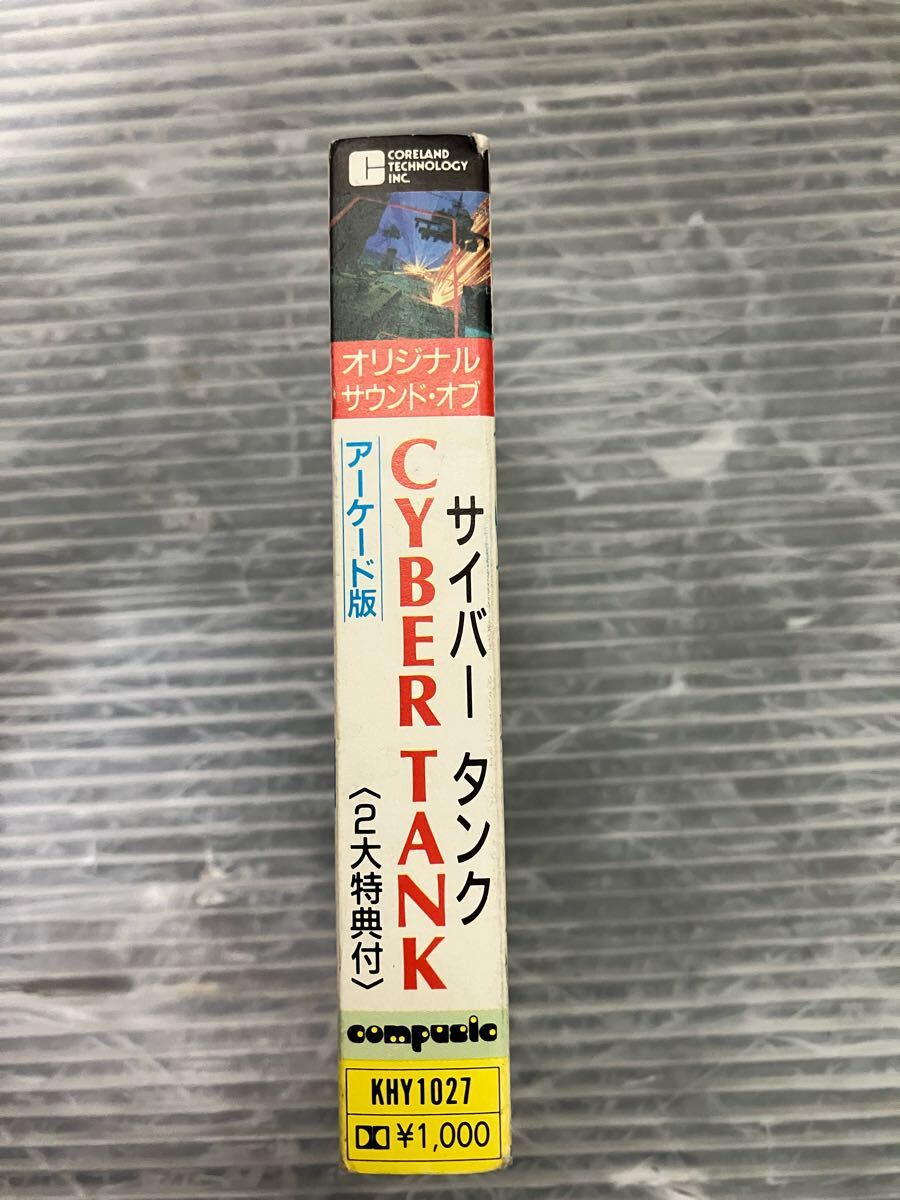 CORELAND
TECHNOLOGY
INC.
オリジナル
サウンド・オブ
サイバー タンク
CYBER TANK
アーケード版
〈2大特典付〉
compusic
KHY1027
¥1,000